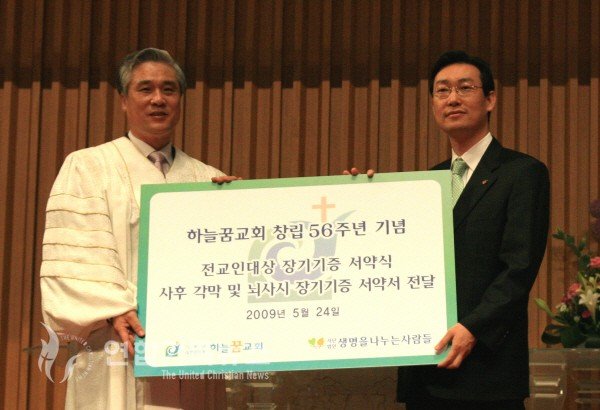 하늘꿈교회 창립 56주년 기념
전교인대상 장기기증 서약식
사후 각막 및 뇌사시 장기기증 서약서 전달
2009년 5월 24일
하늘꿈교회 생명을나누는사람들
연합
The United Christian News